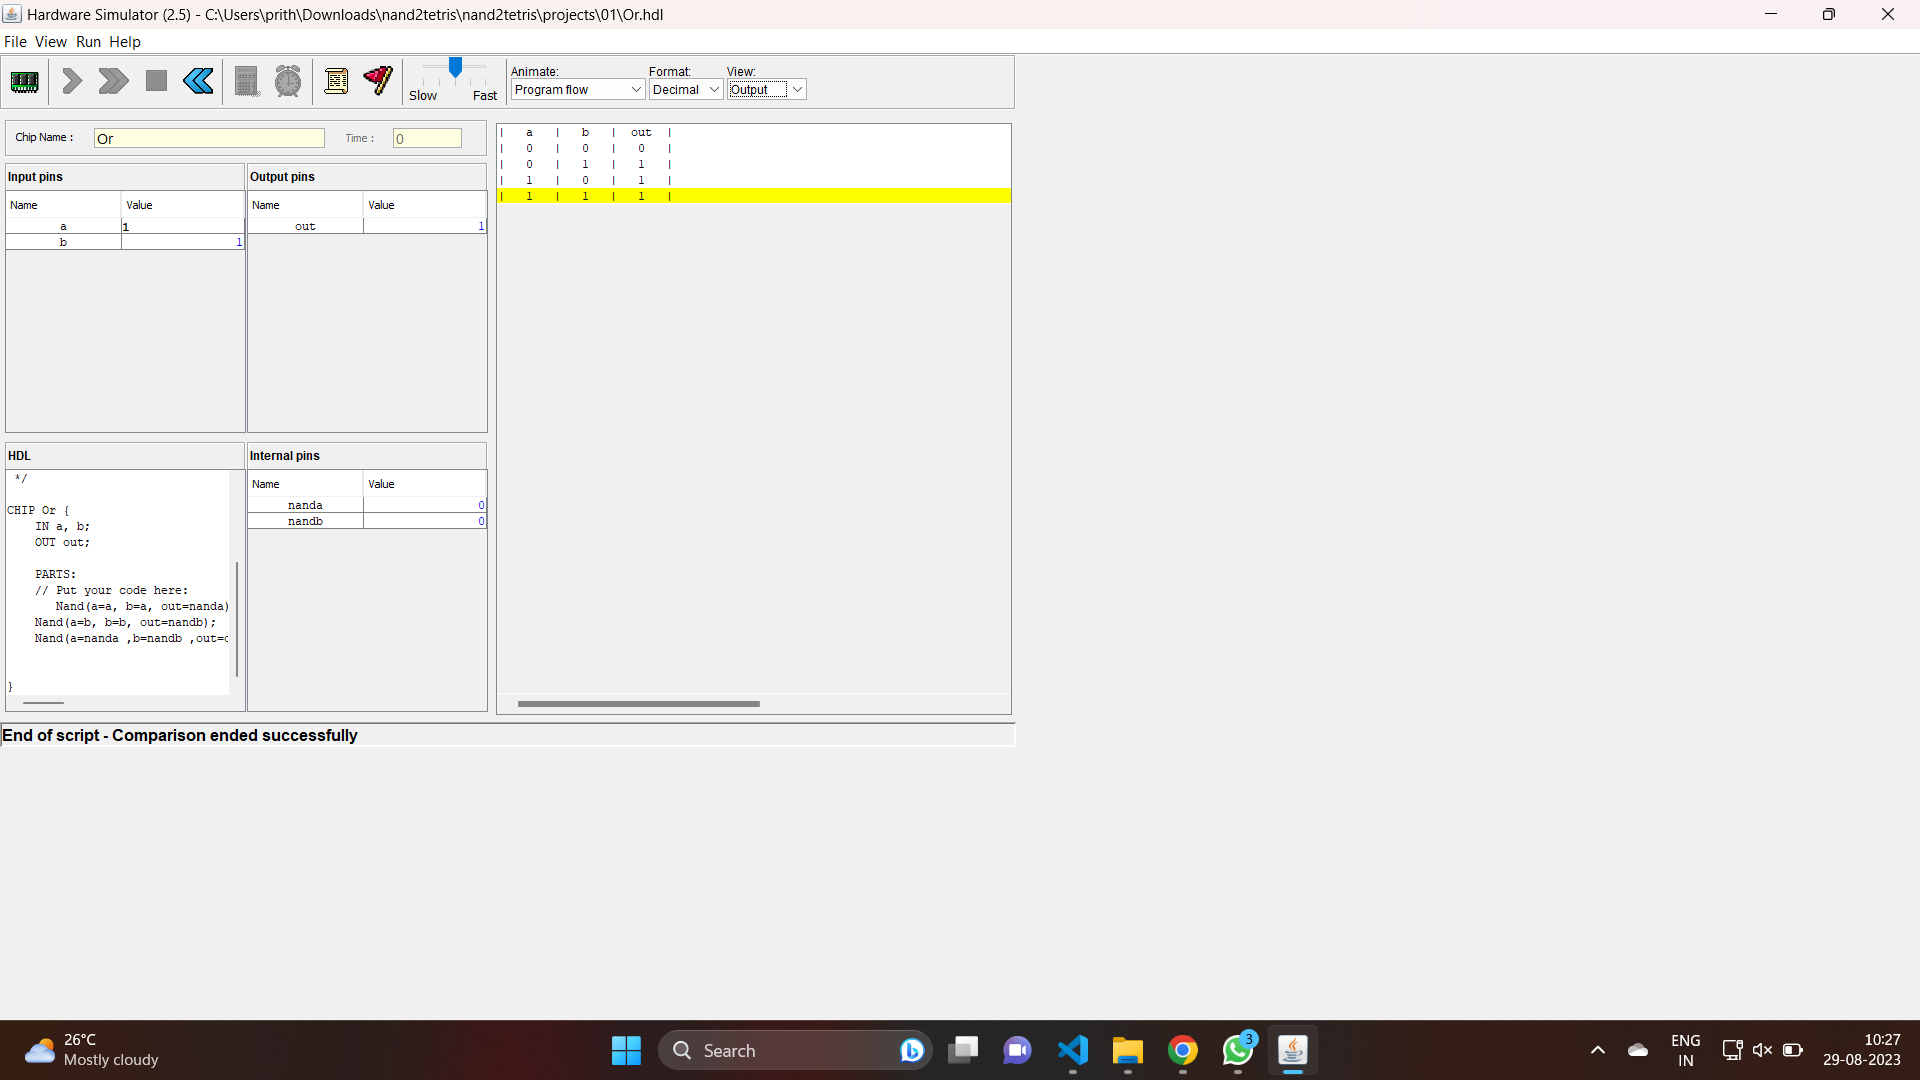 Hardware Simulator (2.5) - C:\Users\prith\Downloads\nand2tetris\nand2tetris\projects\01\Or.hdl
File View Run Help
Slow Fast
Animate: Format: View:
Program flow Decimal Output
Chip Name : Or Time : 0
Input pins
Name Value
a 1
b 1
Output pins
Name Value
out 1
| a | b | out |
| 0 | 0 | 0 |
| 0 | 1 | 1 |
| 1 | 0 | 1 |
| 1 | 1 | 1 |
HDL
*/
CHIP Or {
IN a, b;
OUT out;
PARTS:
// Put your code here:
Nand(a=a, b=a, out=nanda)
Nand(a=b, b=b, out=nandb);
Nand(a=nanda ,b=nandb ,out=
}
Internal pins
Name Value
nanda 0
nandb 0
End of script - Comparison ended successfully
26°C
Mostly cloudy
Search
3
ENG
IN
10:27
29-08-2023